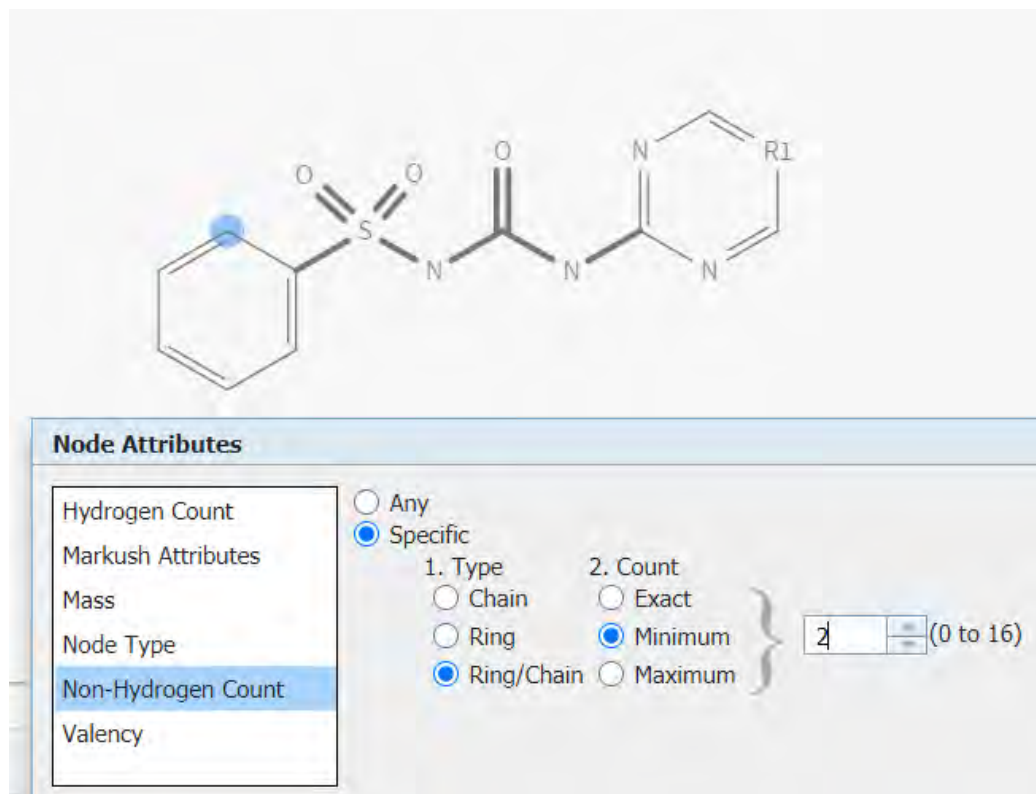 O
O
O
S
N
N
N
R1
N
Node Attributes
Hydrogen Count
Markush Attributes
Mass
Node Type
Non-Hydrogen Count
Valency
Any
Specific
1. Type 2. Count
Chain Exact
Ring Minimum
Ring/Chain Maximum
2 (0 to 16)